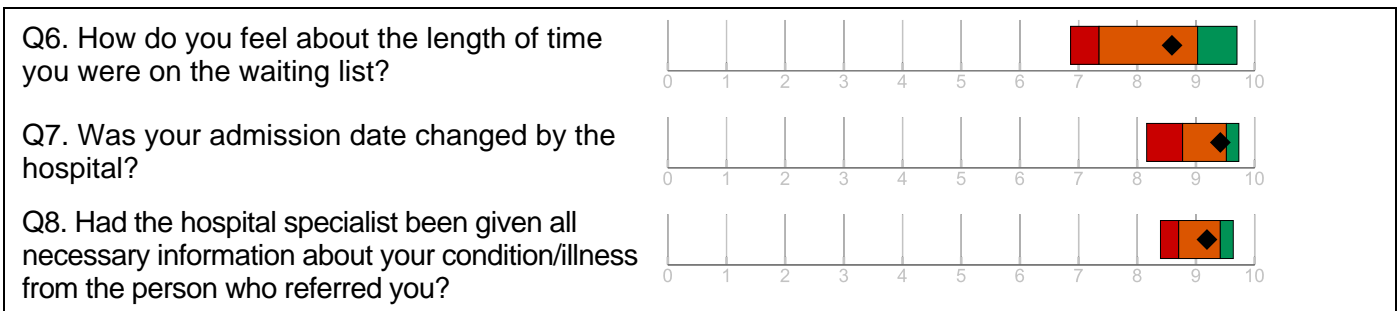 Q6. How do you feel about the length of time
you were on the waiting list?
0 1 2 3 4 5 6 7 8 9 10
Q7. Was your admission date changed by the
hospital?
0 1 2 3 4 5 6 7 8 9 10
Q8. Had the hospital specialist been given all
necessary information about your condition/illness
from the person who referred you?
0 1 2 3 4 5 6 7 8 9 10